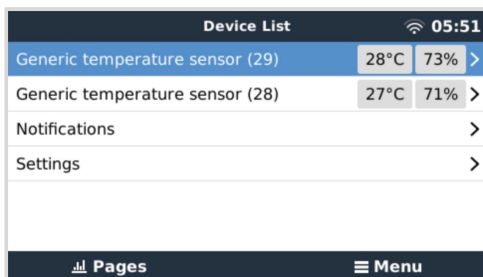 Device List 05:51
Generic temperature sensor (29) 28°C 73% >
Generic temperature sensor (28) 27°C 71% >
Notifications >
Settings >
Pages Menu